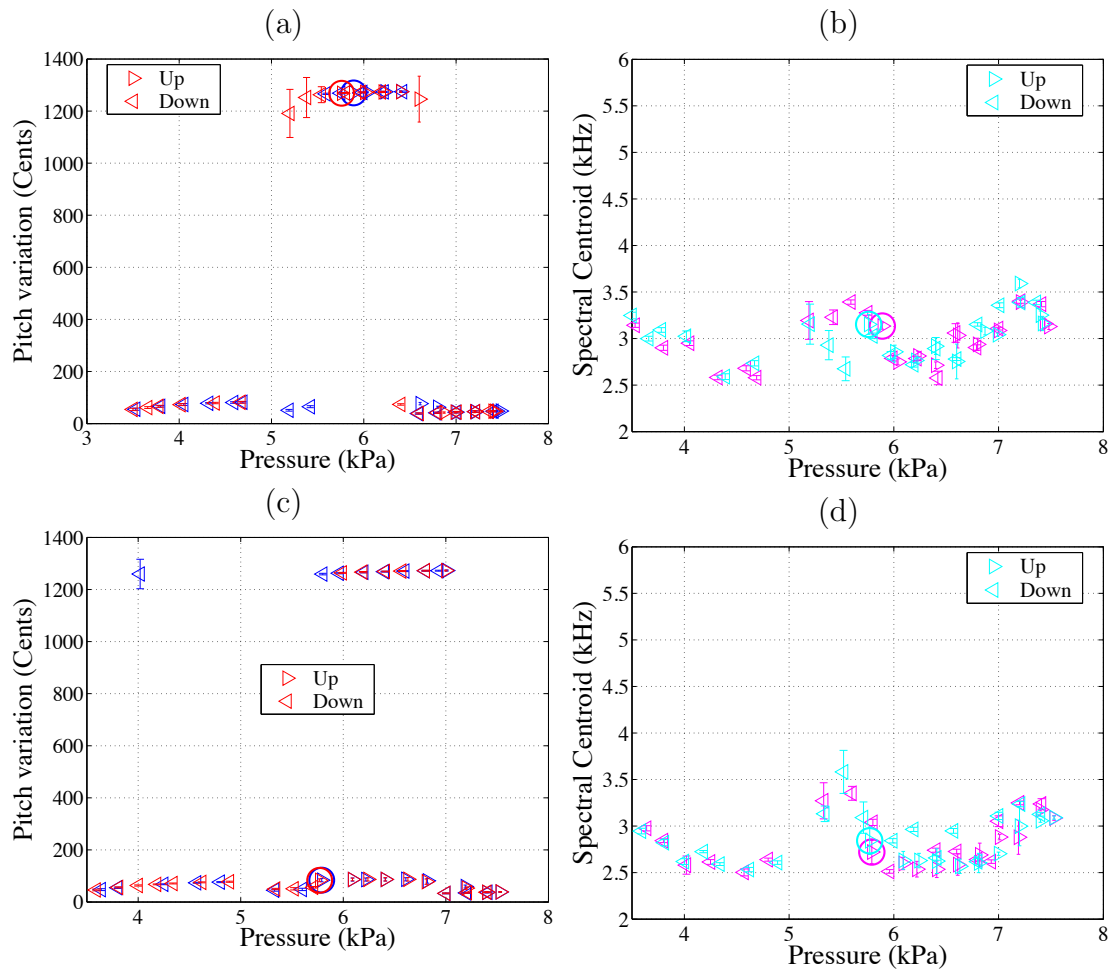 (a)
1400
1200
1000
800
600
400
200
0
3
4
5
6
7
8
Pitch variation (Cents)
Pressure (kPa)
Up
Down
(b)
6
5.5
5
4.5
4
3.5
3
2.5
2
4
5
6
7
8
Spectral Centroid (kHz)
Pressure (kPa)
Up
Down
(c)
1400
1200
1000
800
600
400
200
0
4
5
6
7
8
Pitch variation (Cents)
Pressure (kPa)
Up
Down
(d)
6
5.5
5
4.5
4
3.5
3
2.5
2
4
5
6
7
8
Spectral Centroid (kHz)
Pressure (kPa)
Up
Down